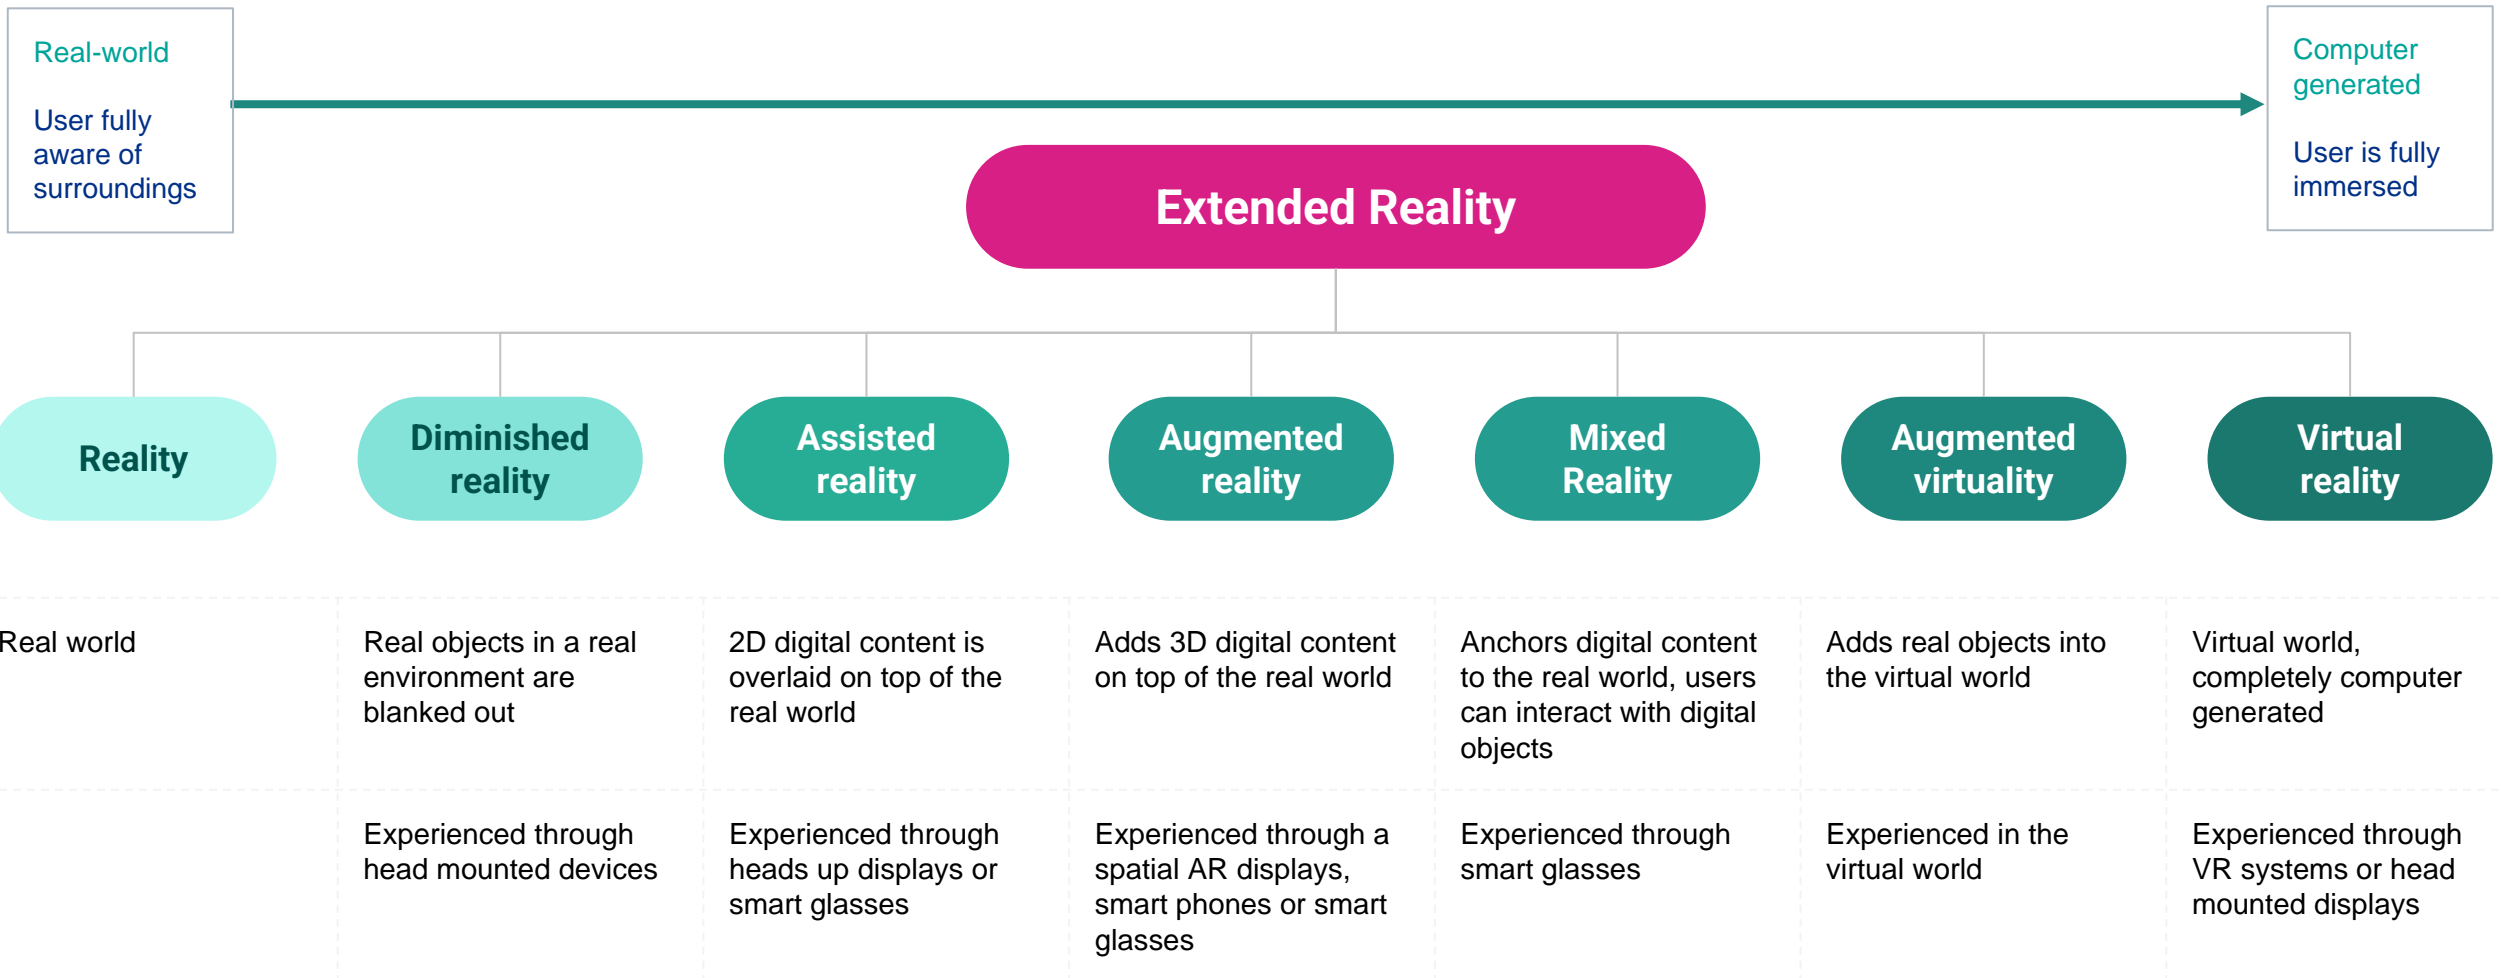 Real-world
User fully
aware of
surroundings
Computer
generated
User is fully
immersed
Extended Reality
Reality
Diminished
reality
Assisted
reality
Augmented
reality
Mixed
Reality
Augmented
virtuality
Virtual
reality
Real world
Real objects in a real
environment are
blanked out
2D digital content is
overlaid on top of the
real world
Adds 3D digital content
on top of the real world
Anchors digital content
to the real world, users
can interact with digital
objects
Adds real objects into
the virtual world
Virtual world,
completely computer
generated
Experienced through
head mounted devices
Experienced through
heads up displays or
smart glasses
Experienced through a
spatial AR displays,
smart phones or smart
glasses
Experienced through
smart glasses
Experienced in the
virtual world
Experienced through
VR systems or head
mounted displays